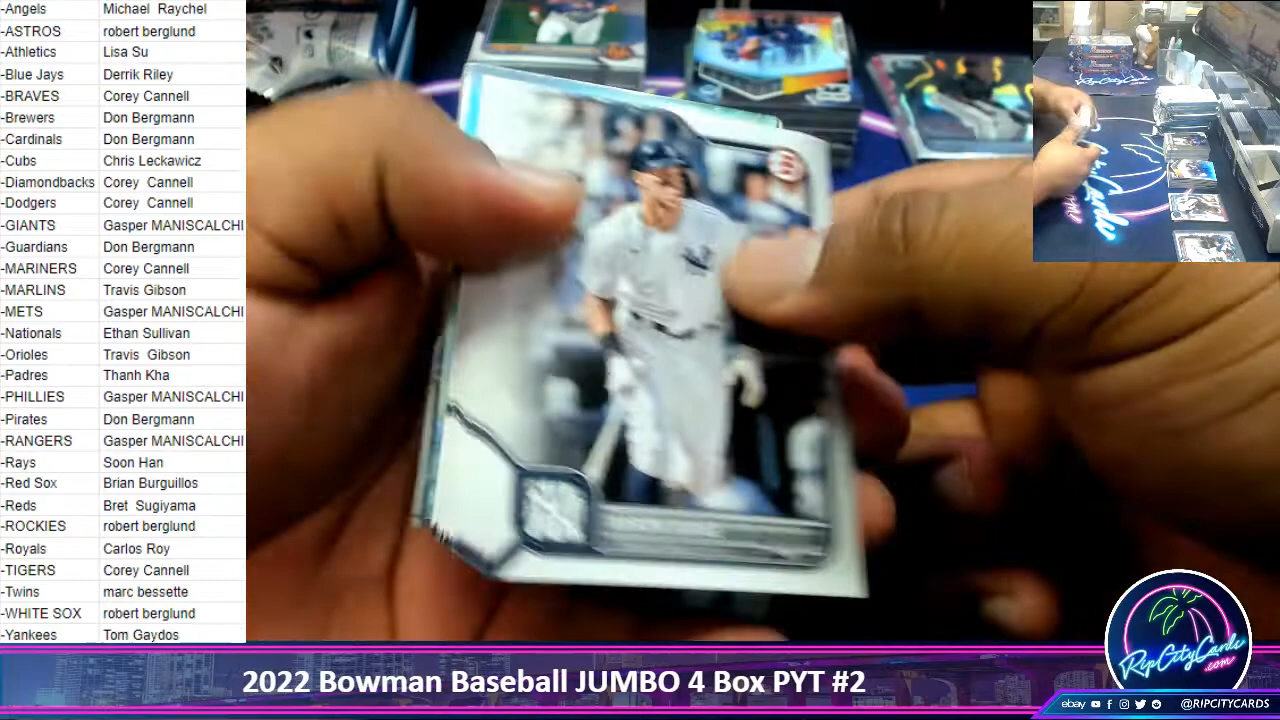 -Angels Michael Raychel
-ASTROS robert berglund
-Athletics Lisa Su
-Blue Jays Derrik Riley
-BRAVES Corey Cannell
-Brewers Don Bergmann
-Cardinals Don Bergmann
-Cubs Chris Leckawicz
-Diamondbacks Corey Cannell
-Dodgers Corey Cannell
-GIANTS Gasper MANISCALCHI
-Guardians Don Bergmann
-MARINERS Corey Cannell
-MARLINS Travis Gibson
-METS Gasper MANISCALCHI
-Nationals Ethan Sullivan
-Orioles Travis Gibson
-Padres Thanh Kha
-PHILLIES Gasper MANISCALCHI
-Pirates Don Bergmann
-RANGERS Gasper MANISCALCHI
-Rays Soon Han
-Red Sox Brian Burguillos
-Reds Bret Sugiyama
-ROCKIES robert berglund
-Royals Carlos Roy
-TIGERS Corey Cannell
-Twins marc bessette
-WHITE SOX robert berglund
-Yankees Tom Gaydos
2022 Bowman Baseball JUMBO 4 Box PYT #2
RipCityCards
.com
ebay @RIPCITYCARDS